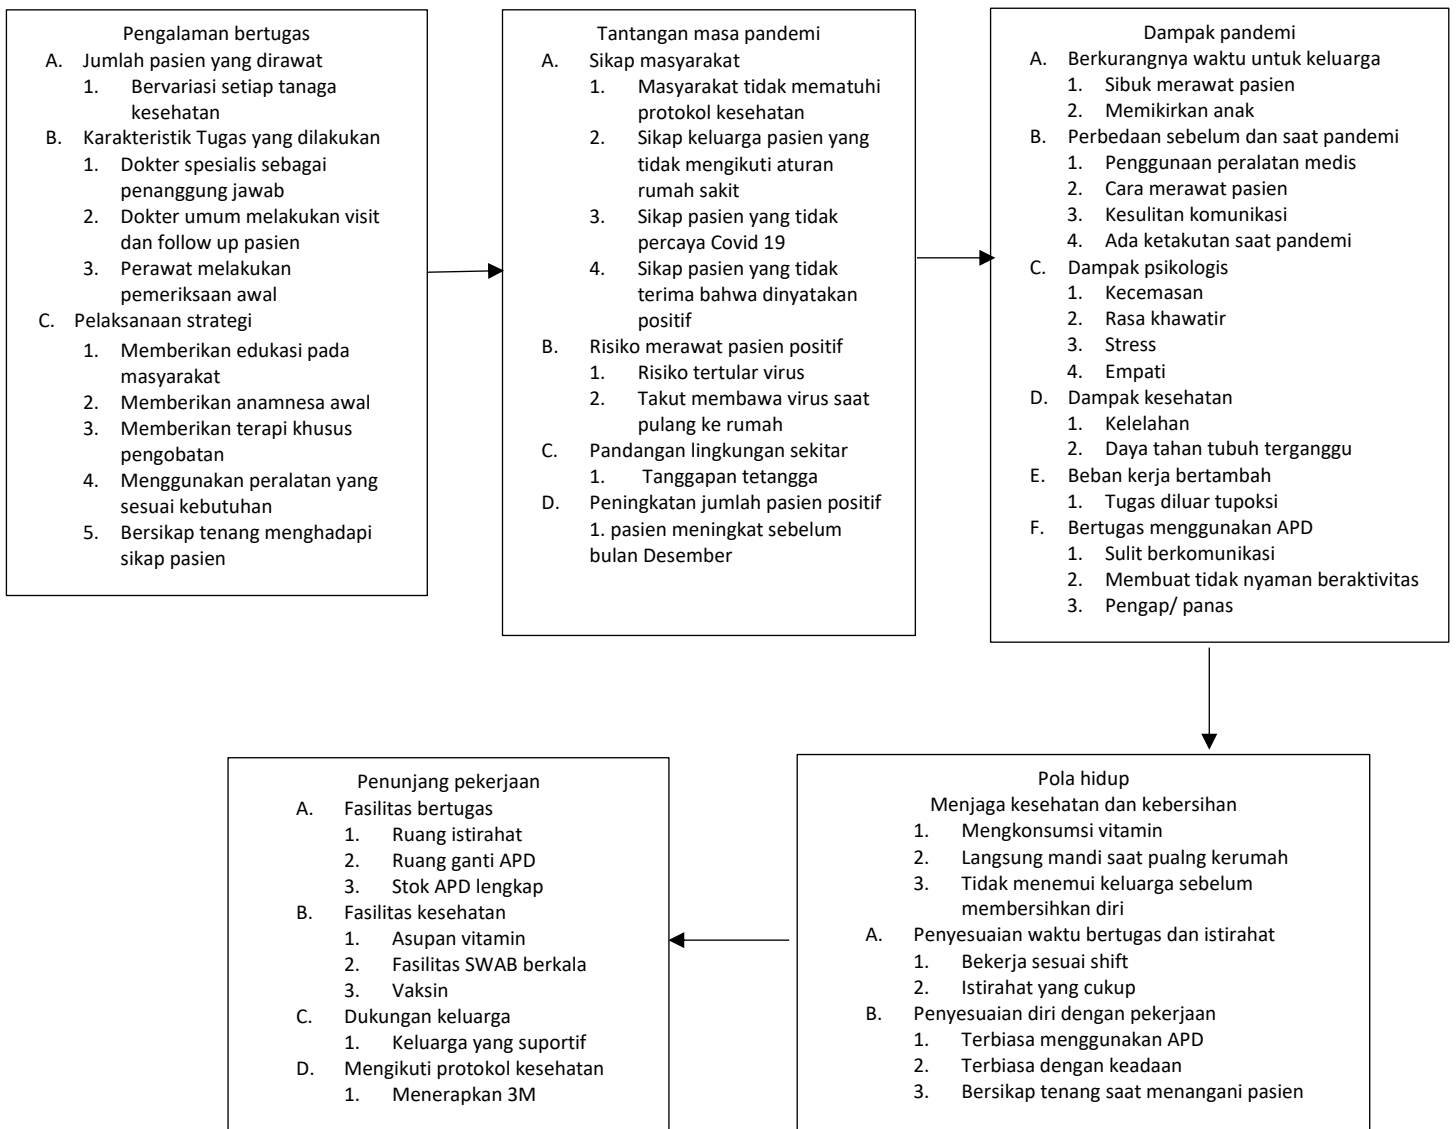 Pengalaman bertugas
A. Jumlah pasien yang dirawat
1. Bervariasi setiap tanaga
kesehatan
B. Karakteristik Tugas yang dilakukan
1. Dokter spesialis sebagai
penanggung jawab
2. Dokter umum melakukan visit
dan follow up pasien
3. Perawat melakukan
pemeriksaan awal
C. Pelaksanaan strategi
1. Memberikan edukasi pada
masyarakat
2. Memberikan anamnesa awal
3. Memberikan terapi khusus
pengobatan
4. Menggunakan peralatan yang
sesuai kebutuhan
5. Bersikap tenang menghadapi
sikap pasien
Tantangan masa pandemi
A. Sikap masyarakat
1. Masyarakat tidak mematuhi
protokol kesehatan
2. Sikap keluarga pasien yang
tidak mengikuti aturan
rumah sakit
3. Sikap pasien yang tidak
percaya Covid 19
4. Sikap pasien yang tidak
terima bahwa dinyatakan
positif
B. Risiko merawat pasien positif
1. Risiko tertular virus
2. Takut membawa virus saat
pulang ke rumah
C. Pandangan lingkungan sekitar
1. Tanggapan tetangga
D. Peningkatan jumlah pasien positif
1. pasien meningkat sebelum
bulan Desember
Dampak pandemi
A. Berkurangnya waktu untuk keluarga
1. Sibuk merawat pasien
2. Memikirkan anak
B. Perbedaan sebelum dan saat pandemi
1. Penggunaan peralatan medis
2. Cara merawat pasien
3. Kesulitan komunikasi
4. Ada ketakutan saat pandemi
C. Dampak psikologis
1. Kecemasan
2. Rasa khawatir
3. Stress
4. Empati
D. Dampak kesehatan
1. Kelelahan
2. Daya tahan tubuh terganggu
E. Beban kerja bertambah
1. Tugas diluar tupoksi
F. Bertugas menggunakan APD
1. Sulit berkomunikasi
2. Membuat tidak nyaman beraktivitas
3. Pengap/ panas
Penunjang pekerjaan
A. Fasilitas bertugas
1. Ruang istirahat
2. Ruang ganti APD
3. Stok APD lengkap
B. Fasilitas kesehatan
1. Asupan vitamin
2. Fasilitas SWAB berkala
3. Vaksin
C. Dukungan keluarga
1. Keluarga yang suportif
D. Mengikuti protokol kesehatan
1. Menerapkan 3M
Pola hidup
Menjaga kesehatan dan kebersihan
1. Mengkonsumsi vitamin
2. Langsung mandi saat pualng kerumah
3. Tidak menemui keluarga sebelum
membersihkan diri
A. Penyesuaian waktu bertugas dan istirahat
1. Bekerja sesuai shift
2. Istirahat yang cukup
B. Penyesuaian diri dengan pekerjaan
1. Terbiasa menggunakan APD
2. Terbiasa dengan keadaan
3. Bersikap tenang saat menangani pasien